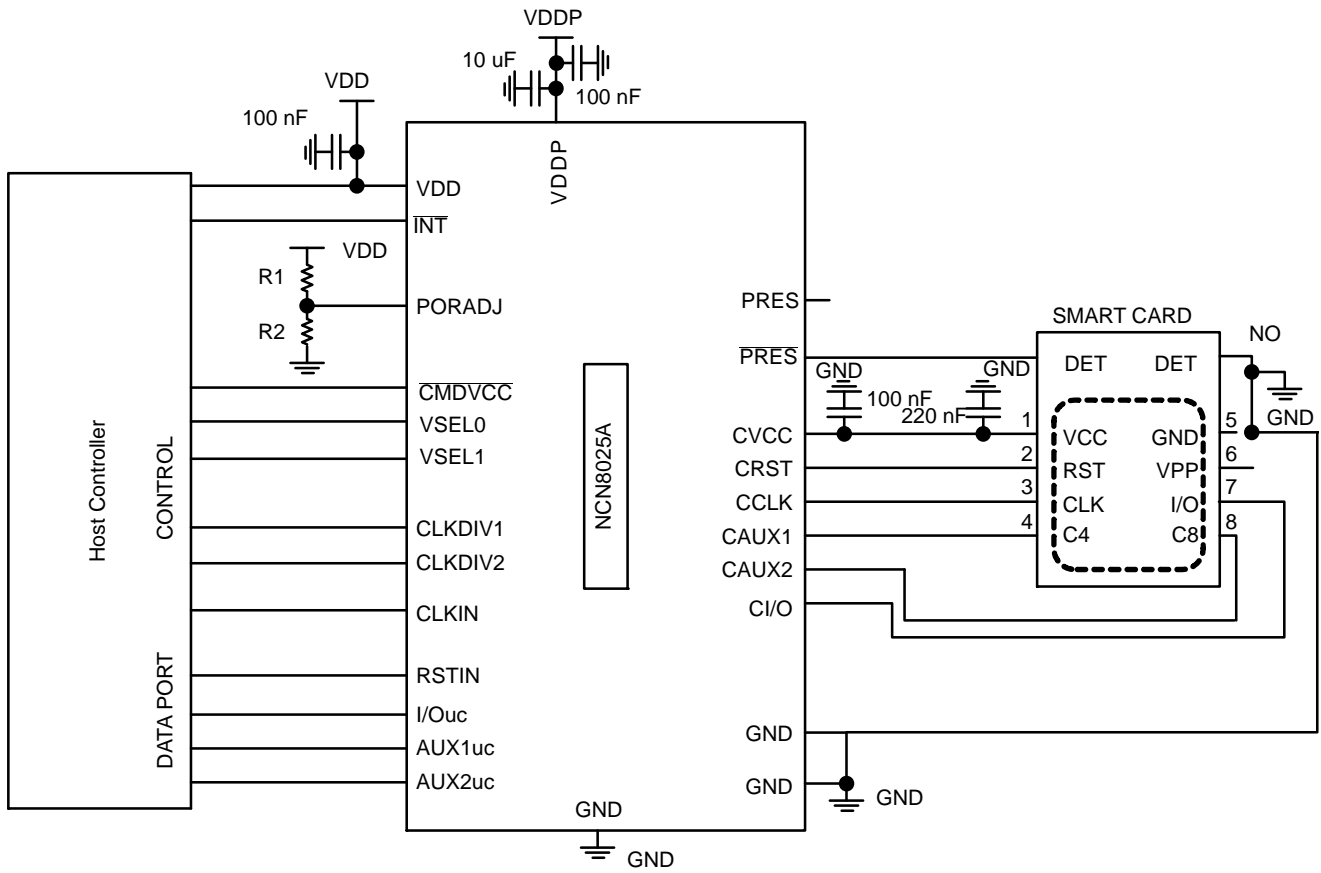 VDDP
10 uF
100 nF
VDD
100 nF
VDDP
VDD
INT
VDD
R1
R2
PORADJ
CMDVCC
VSEL0
VSEL1
CLKDIV1
CLKDIV2
CLKIN
RSTIN
I/Ouc
AUX1uc
AUX2uc
Host Controller
CONTROL
DATA PORT
NCN8025A
PRES
PRES
CVCC
CRST
CCLK
CAUX1
CAUX2
CI/O
GND
GND
GND
GND
GND
GND
100 nF
GND
220 nF
SMART CARD
NO
DET DET
GND
1 VCC GND 5
2 RST VPP 6
3 CLK I/O 7
4 C4 C8 8